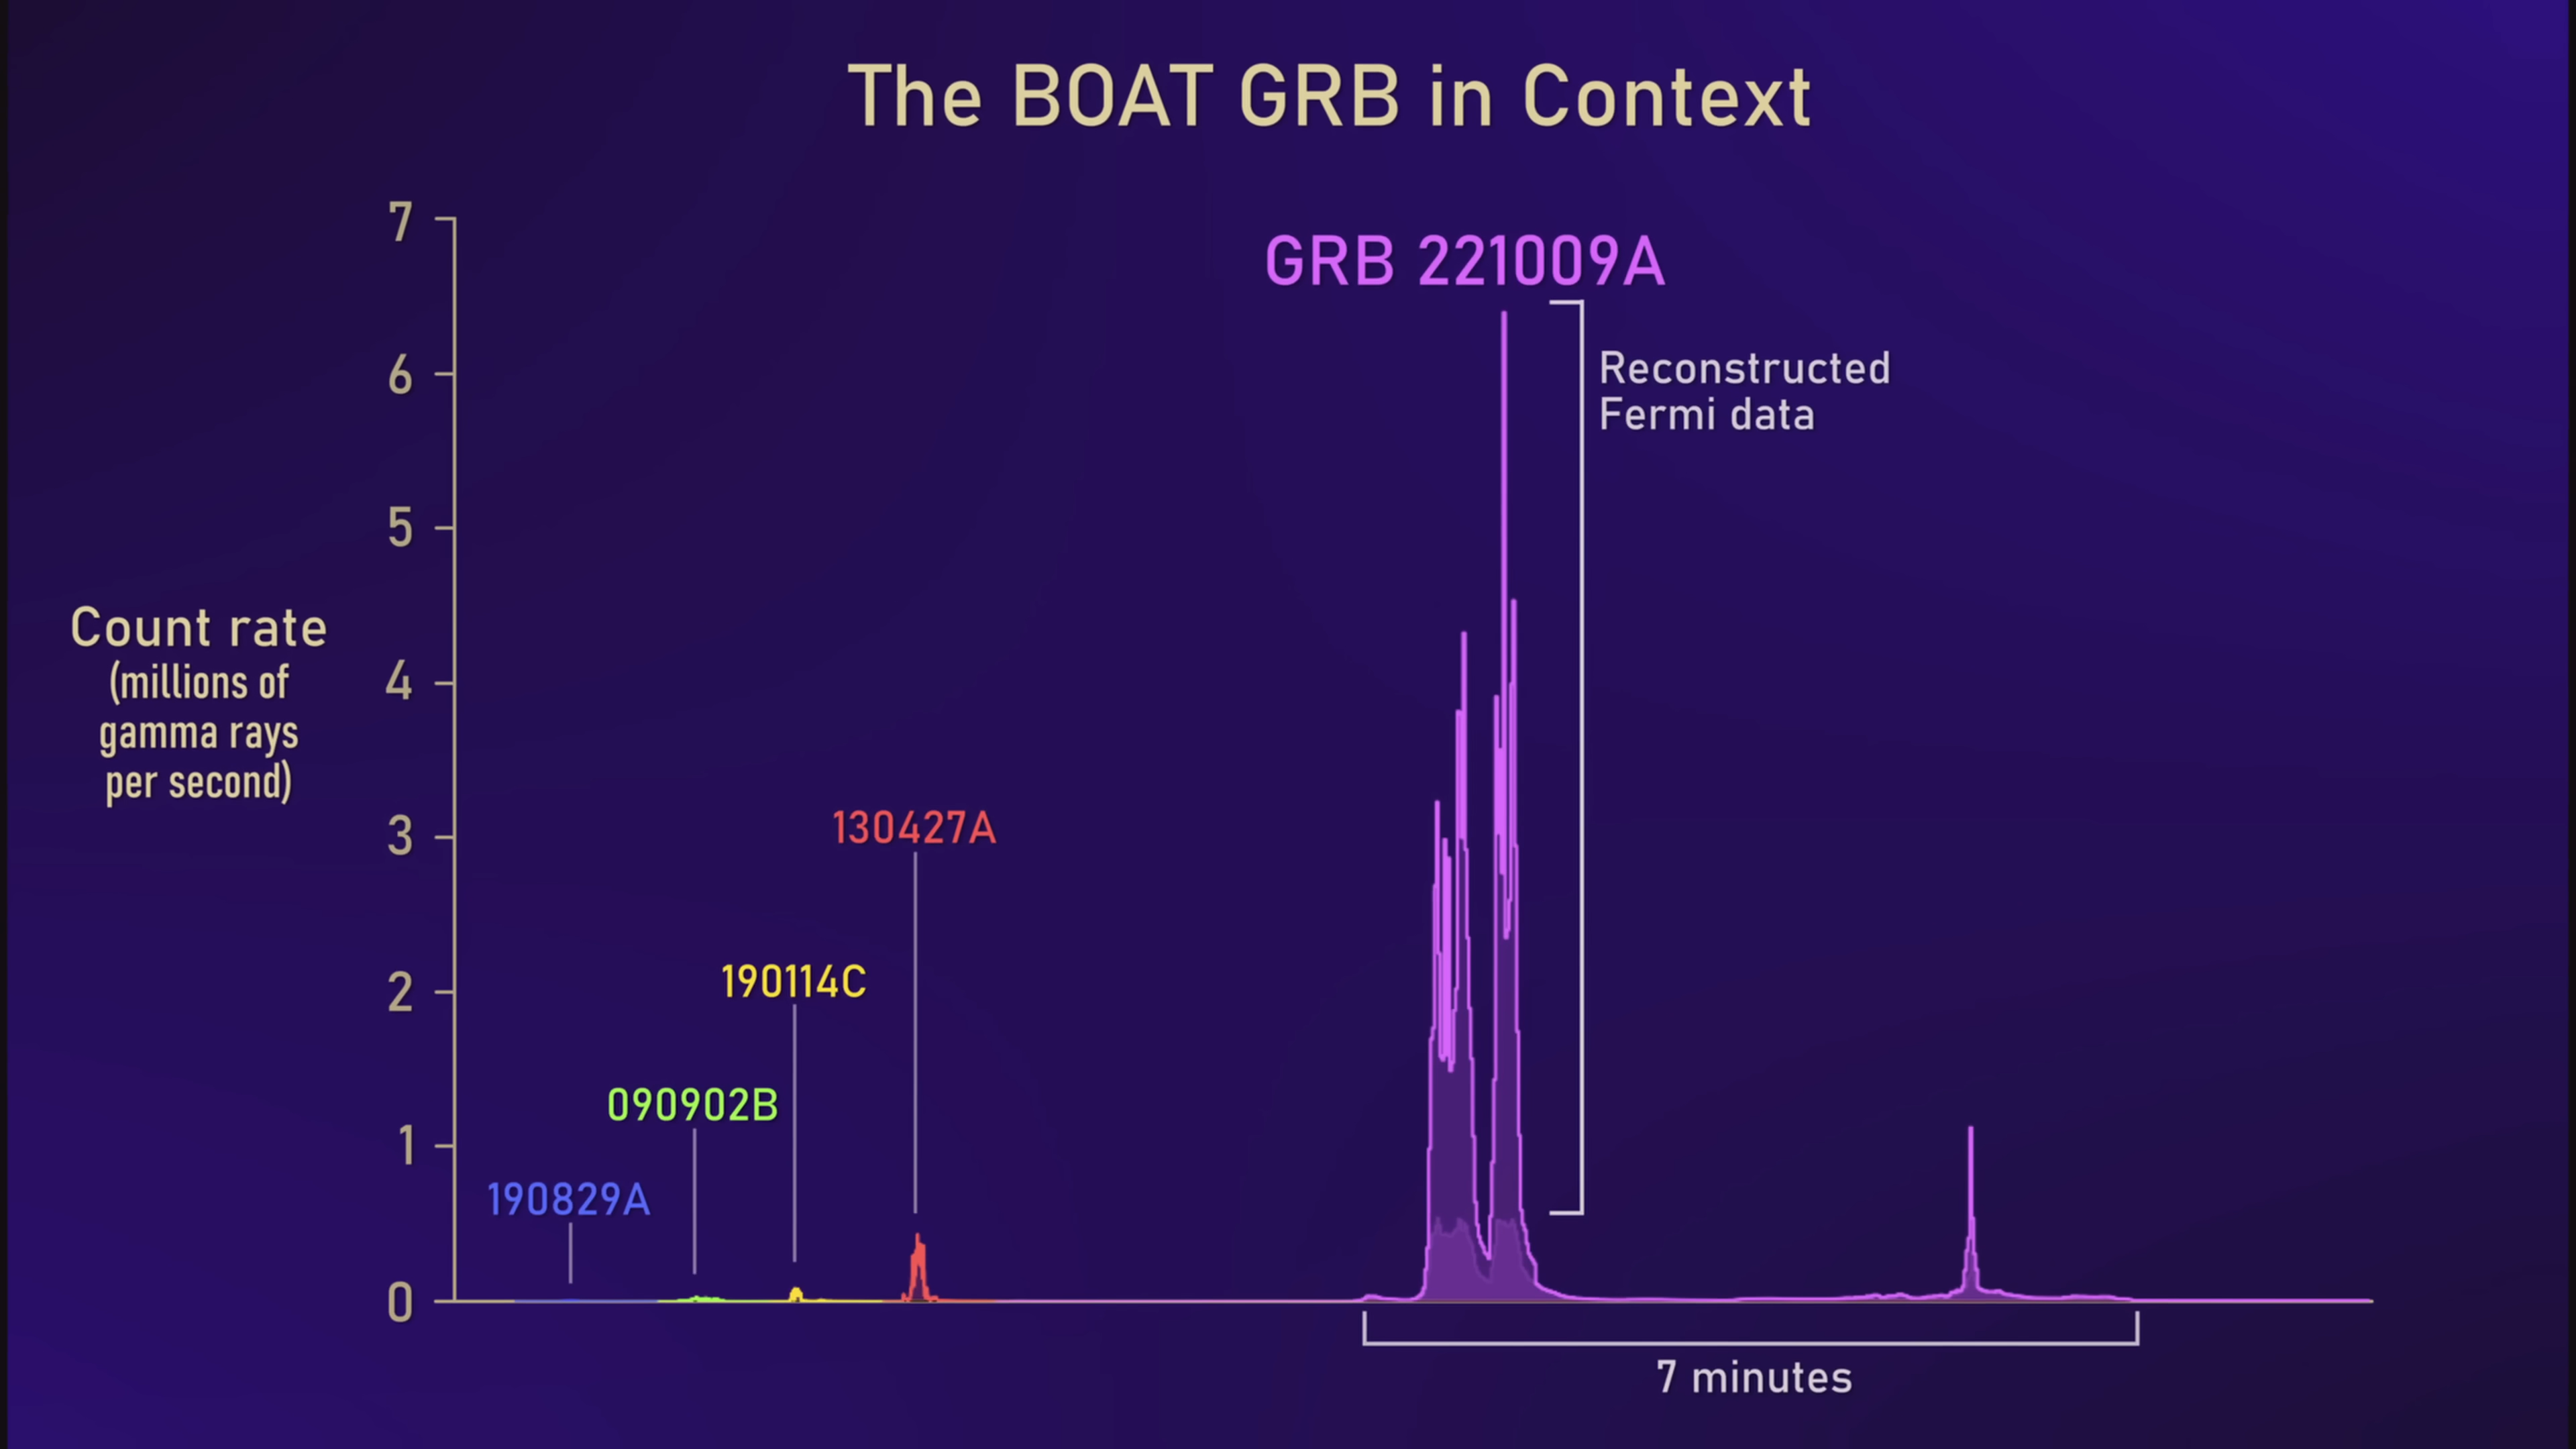 The BOAT GRB in Context
7
GRB 221009A
6
Reconstructed
Fermi data
5
Count rate
(millions of
gamma rays
per second)
4
3
130427A
2
190114C
090902B
1
190829A
0
7 minutes